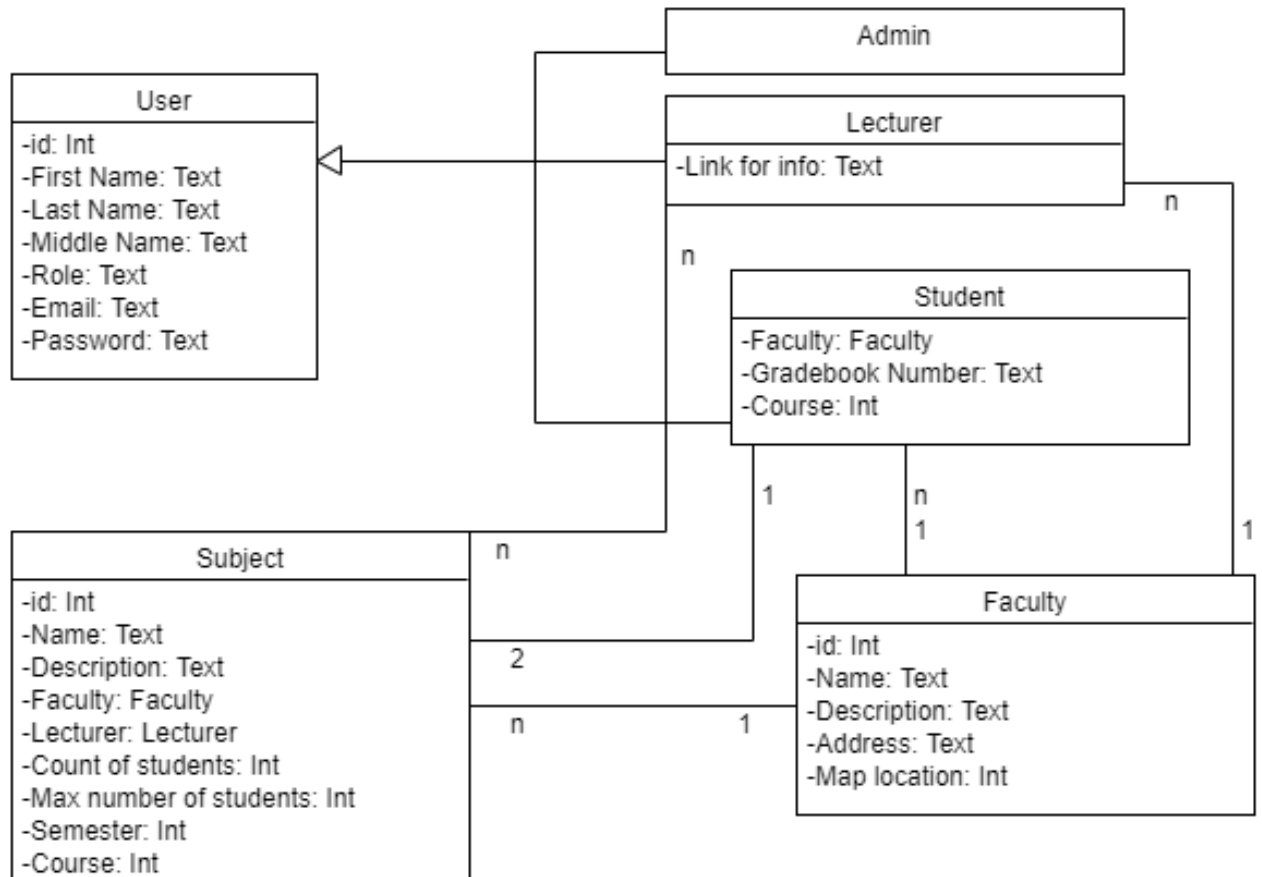 Admin
User
-id: Int
-First Name: Text
-Last Name: Text
-Middle Name: Text
-Role: Text
-Email: Text
-Password: Text
Lecturer
-Link for info: Text
n
n
Student
-Faculty: Faculty
-Gradebook Number: Text
-Course: Int
1
n
1
1
n
2
n
1
Subject
-id: Int
-Name: Text
-Description: Text
-Faculty: Faculty
-Lecturer: Lecturer
-Count of students: Int
-Max number of students: Int
-Semester: Int
-Course: Int
Faculty
-id: Int
-Name: Text
-Description: Text
-Address: Text
-Map location: Int